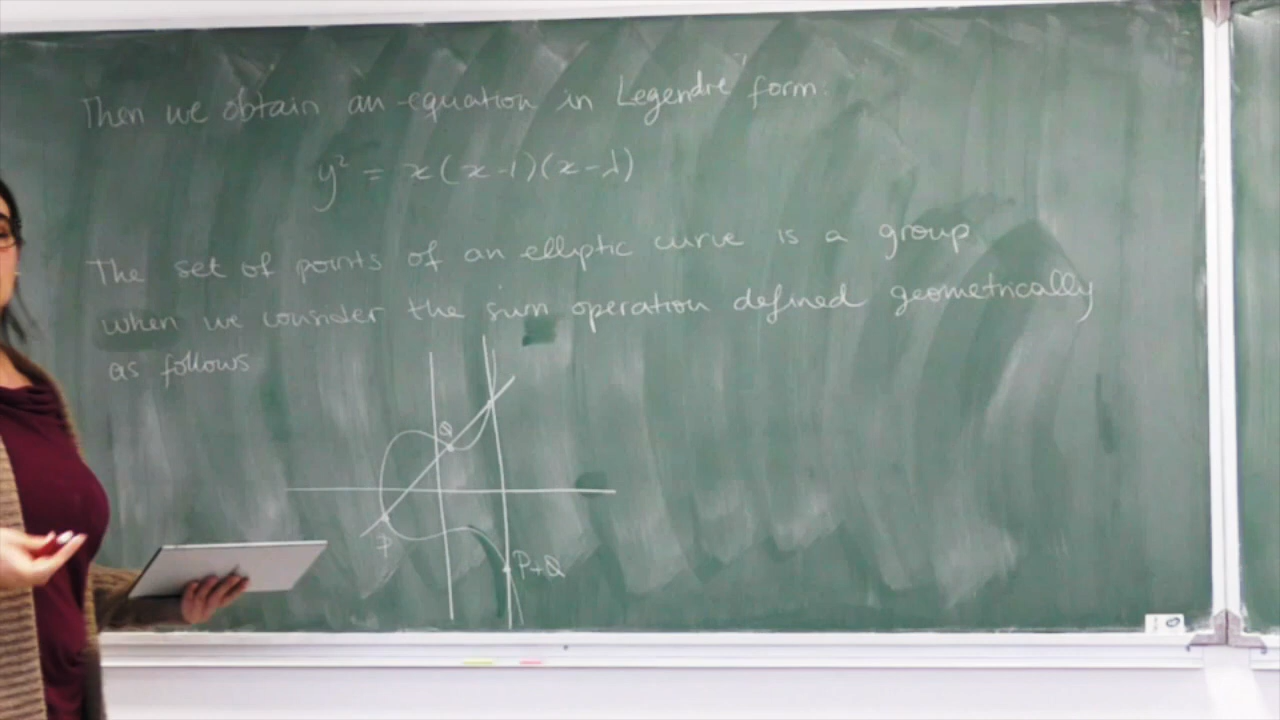 Then we obtain an equation in Legendre form:
y² = x(x-1)(x-λ)
The set of points of an elliptic curve is a group
when we consider the sum operation defined geometrically
as follows
Q
P
P+Q